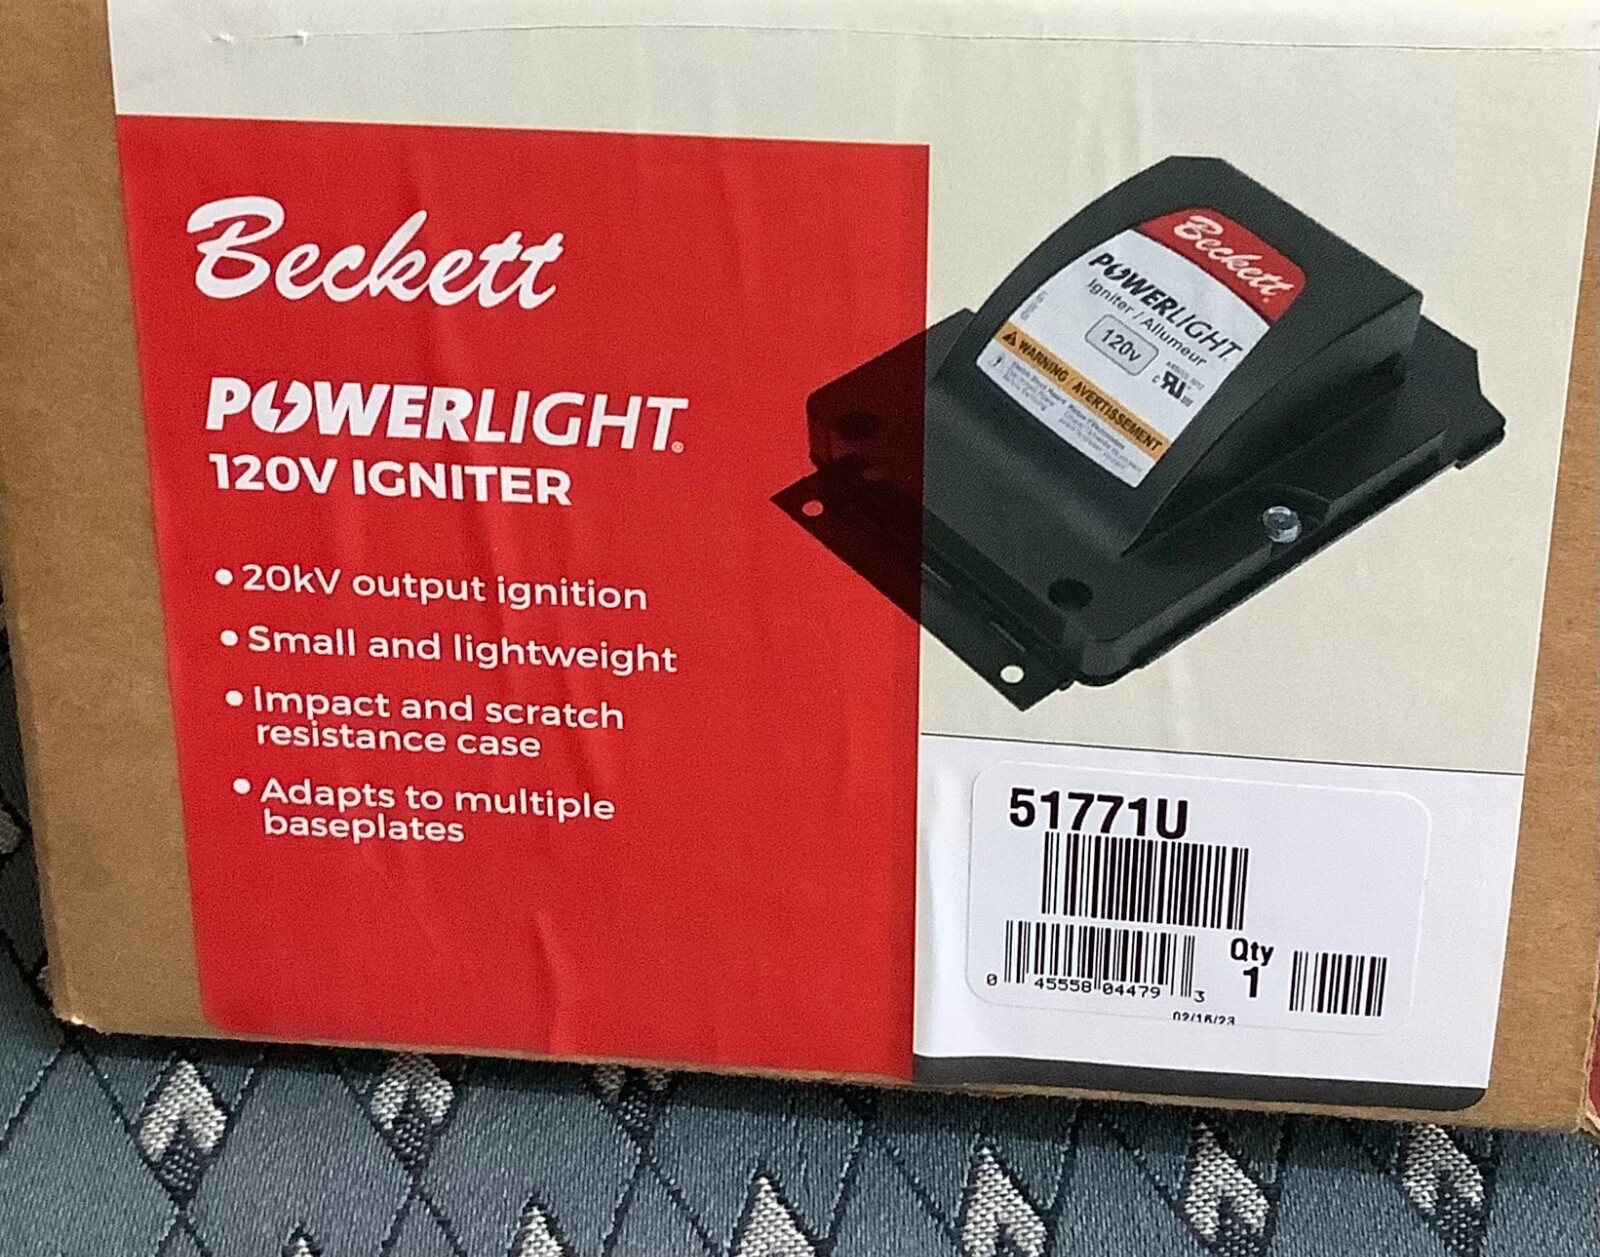 Beckett
POWERLIGHT®
120V IGNITER
• 20kV output ignition
• Small and lightweight
• Impact and scratch
resistance case
• Adapts to multiple
baseplates
Beckett
POWERLIGHT
Igniter / Allumeur
120v
WARNING / AVERTISSEMENT
51771U
Qty
1
0 45558 04479 3
02/15/23